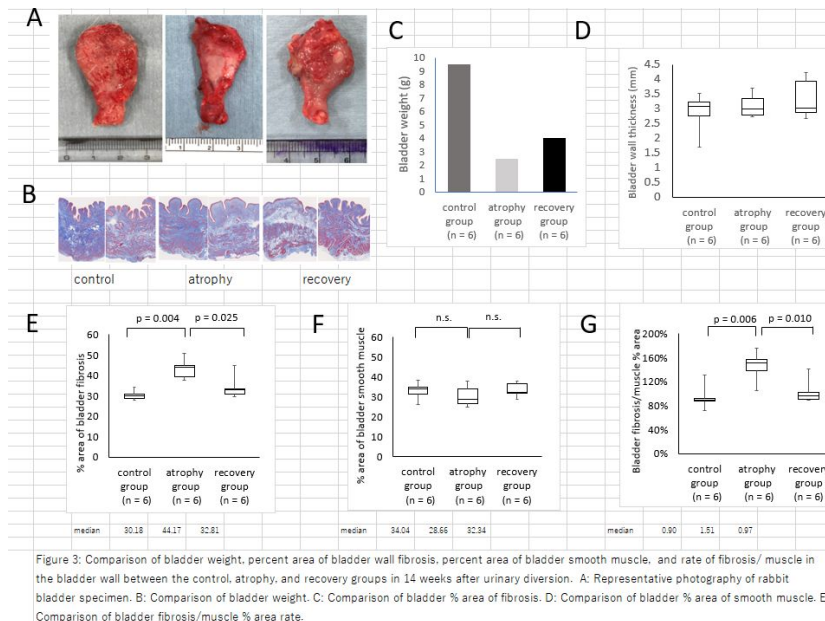 A
0 1 2 3
1 2 3
4 5 6
B
control atrophy recovery
C
Bladder weight (g)
10
9
8
7
6
5
4
3
2
1
0
control group (n = 6)
atrophy group (n = 6)
recovery group (n = 6)
D
Bladder wall thickness (mm)
4.5
4
3.5
3
2.5
2
1.5
1
0.5
0
control group (n = 6)
atrophy group (n = 6)
recovery group (n = 6)
E
p = 0.004 p = 0.025
% area of bladder fibrosis
60
50
40
30
20
10
0
control group (n = 6)
atrophy group (n = 6)
recovery group (n = 6)
median 30.18 44.17 32.81
F
n.s. n.s.
% area of bladder smooth muscle
60
50
40
30
20
10
0
control group (n = 6)
atrophy group (n = 6)
recovery group (n = 6)
median 34.04 28.66 32.34
G
p = 0.006 p = 0.010
Bladder fibrosis/muscle % area
200%
160%
120%
80%
40%
0%
control group (n = 6)
atrophy group (n = 6)
recovery group (n = 6)
median 0.90 1.51 0.97
Figure 3: Comparison of bladder weight, percent area of bladder wall fibrosis, percent area of bladder smooth muscle, and rate of fibrosis/ muscle in
the bladder wall between the control, atrophy, and recovery groups in 14 weeks after urinary diversion. A: Representative photography of rabbit
bladder specimen. B: Comparison of bladder weight. C: Comparison of bladder % area of fibrosis. D: Comparison of bladder % area of smooth muscle. E
Comparison of bladder fibrosis/muscle % area rate.